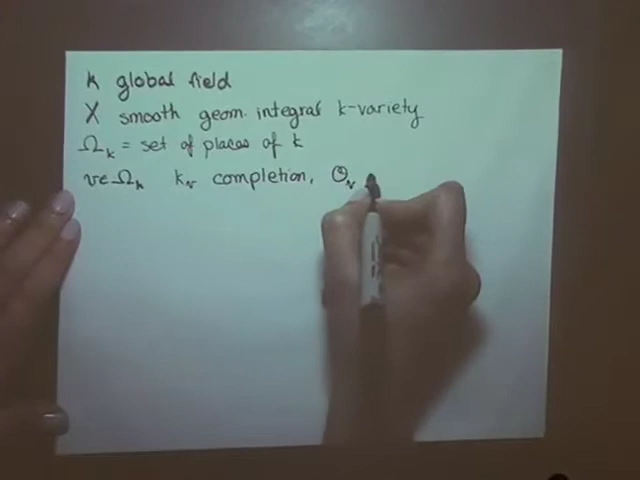 k global field
X smooth geom. integral k-variety
Ω_k = set of places of k
v∈Ω_k k_v completion, O_v